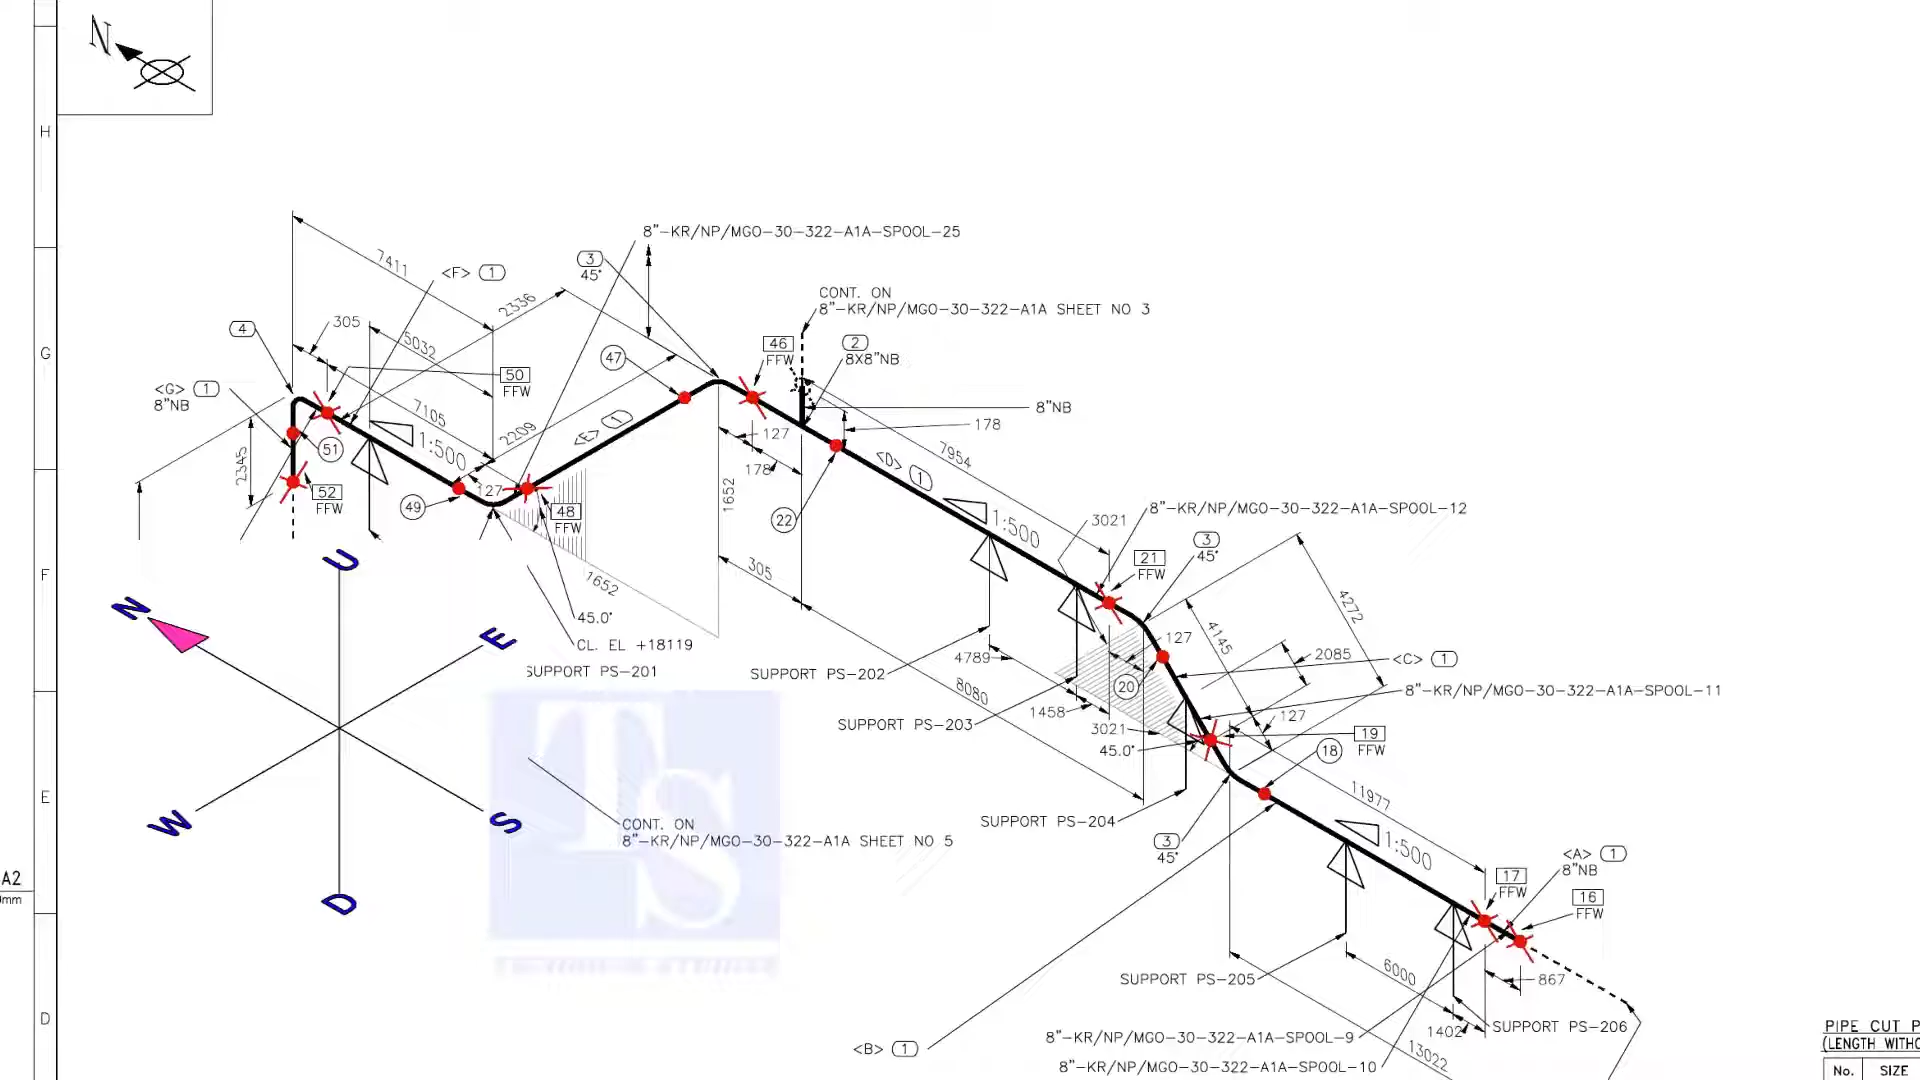 N
H
8"-KR/NP/MGO-30-322-A1A-SPOOL-25
7411
<F> 1
3
45°
2336
CONT. ON
8"-KR/NP/MGO-30-322-A1A SHEET NO 3
4
305
5032
47
46
FFW
2
8X8"NB
G
<G> 1
8"NB
50
FFW
7105
2209
<E> 1
8"NB
127
178
178
51
1:500
2345
7954
<D> 1
52
FFW
49
127
48
FFW
1652
22
3021
8"-KR/NP/MGO-30-322-A1A-SPOOL-12
1:500
3
45°
21
FFW
F
U
1652
305
4272
N
45.0°
127
4145
E
CL. EL +18119
2085
<C> 1
SUPPORT PS-201
SUPPORT PS-202
4789
20
8"-KR/NP/MGO-30-322-A1A-SPOOL-11
8080
1458
127
SUPPORT PS-203
3021
45.0°
19
FFW
18
E
11977
W
S
CONT. ON
8"-KR/NP/MGO-30-322-A1A SHEET NO 5
SUPPORT PS-204
3
45°
1:500
<A> 1
8"NB
A2
17
FFW
16
FFW
D
TS
SUPPORT PS-205
6000
867
D
1402
SUPPORT PS-206
8"-KR/NP/MGO-30-322-A1A-SPOOL-9
<B> 1
13022
8"-KR/NP/MGO-30-322-A1A-SPOOL-10
PIPE CUT
No. SIZE